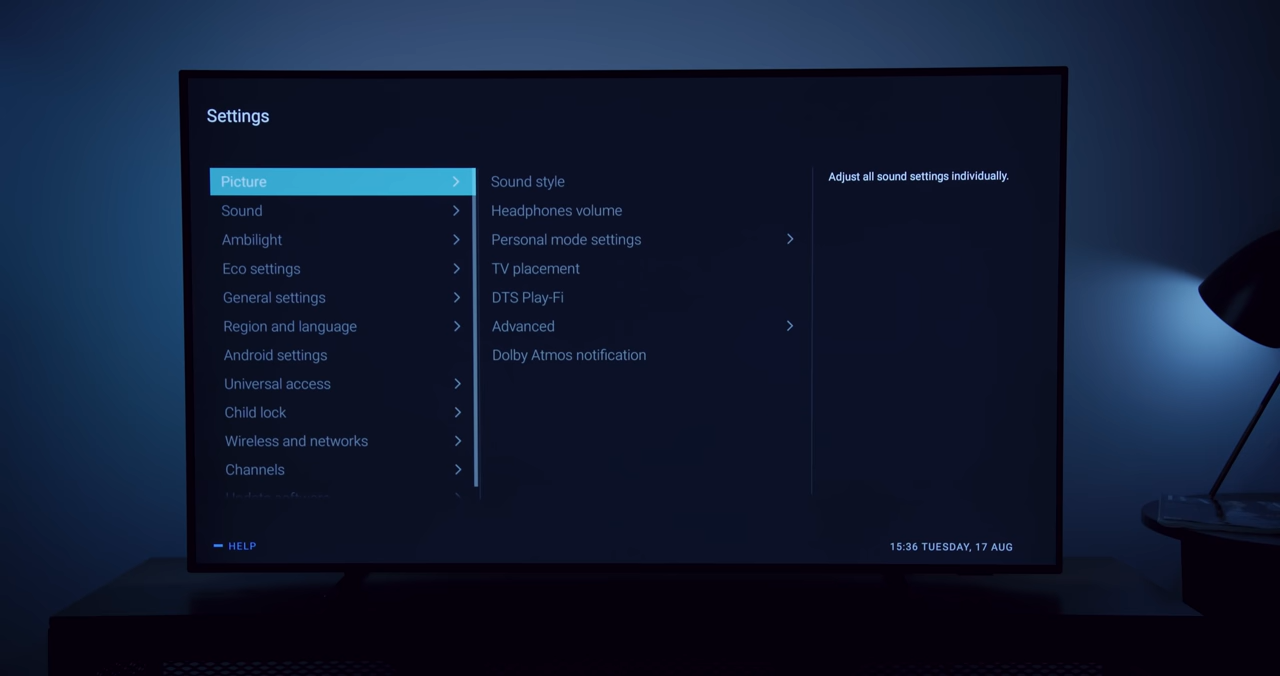 Settings
Picture
Sound
Ambilight
Eco settings
General settings
Region and language
Android settings
Universal access
Child lock
Wireless and networks
Channels
Update software
Sound style
Headphones volume
Personal mode settings
TV placement
DTS Play-Fi
Advanced
Dolby Atmos notification
Adjust all sound settings individually.
HELP
15:36 TUESDAY, 17 AUG